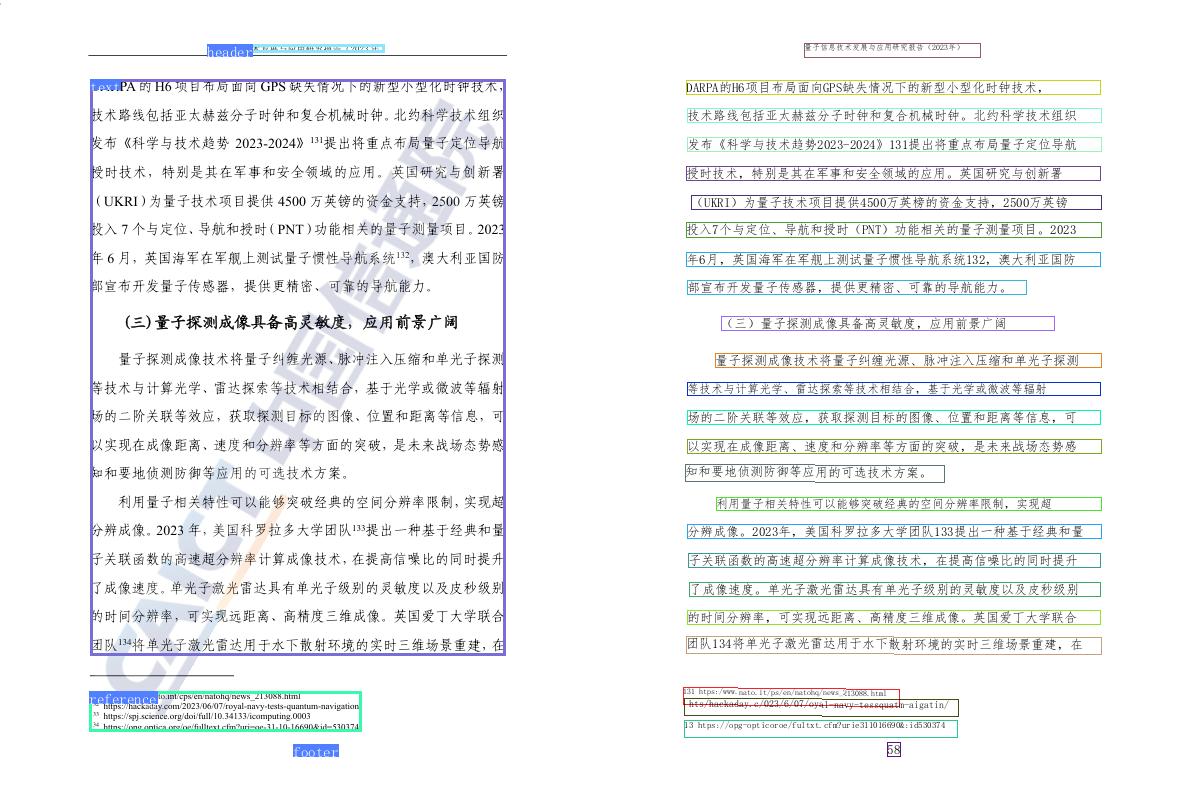 header
text
PA 的 H6 项目布局面向 GPS 缺失情况下的新型小型化时钟技术，
技术路线包括亚太赫兹分子时钟和复合机械时钟。北约科学技术组织
发布《科学与技术趋势 2023-2024》131提出将重点布局量子定位导航
授时技术，特别是其在军事和安全领域的应用。英国研究与创新署
（UKRI）为量子技术项目提供 4500 万英镑的资金支持，2500 万英镑
投入 7 个与定位、导航和授时（PNT）功能相关的量子测量项目。2023
年 6 月，英国海军在军舰上测试量子惯性导航系统132，澳大利亚国防
部宣布开发量子传感器，提供更精密、可靠的导航能力。
(三)量子探测成像具备高灵敏度，应用前景广阔
量子探测成像技术将量子纠缠光源、脉冲注入压缩和单光子探测
等技术与计算光学、雷达探索等技术相结合，基于光学或微波等辐射
场的二阶关联等效应，获取探测目标的图像、位置和距离等信息，可
以实现在成像距离、速度和分辨率等方面的突破，是未来战场态势感
知和要地侦测防御等应用的可选技术方案。
利用量子相关特性可以能够突破经典的空间分辨率限制，实现超
分辨成像。2023 年，美国科罗拉多大学团队133提出一种基于经典和量
子关联函数的高速超分辨率计算成像技术，在提高信噪比的同时提升
了成像速度。单光子激光雷达具有单光子级别的灵敏度以及皮秒级别
的时间分辨率，可实现远距离、高精度三维成像。英国爱丁大学联合
团队134将单光子激光雷达用于水下散射环境的实时三维场景重建，在
CAICT 中国信通院
reference
to.int/cps/en/natohq/news_213088.html
https://hackaday.com/2023/06/07/royal-navy-tests-quantum-navigation
33 https://spj.science.org/doi/full/10.34133/icomputing.0003
34 https://opg.optica.org/oe/fulltext.cfm?uri=oe-31-10-16690&id=530374
footer
量子信息技术发展与应用研究报告（2023年）
DARPA的H6项目布局面向GPS缺失情况下的新型小型化时钟技术，
技术路线包括亚太赫兹分子时钟和复合机械时钟。北约科学技术组织
发布《科学与技术趋势2023-2024》131提出将重点布局量子定位导航
授时技术，特别是其在军事和安全领域的应用。英国研究与创新署
（UKRI）为量子技术项目提供4500万英榜的资金支持，2500万英镑
投入7个与定位、导航和授时（PNT）功能相关的量子测量项目。2023
年6月，英国海军在军舰上测试量子惯性导航系统132，澳大利亚国防
部宣布开发量子传感器，提供更精密、可靠的导航能力。
（三）量子探测成像具备高灵敏度，应用前景广阔
量子探测成像技术将量子纠缠光源、脉冲注入压缩和单光子探测
等技术与计算光学、雷达探索等技术相结合，基于光学或微波等辐射
场的二阶关联等效应，获取探测目标的图像、位置和距离等信息，可
以实现在成像距离、速度和分辨率等方面的突破，是未来战场态势感
知和要地侦测防御等应用的可选技术方案。
利用量子相关特性可以能够突破经典的空间分辨率限制，实现超
分辨成像。2023年，美国科罗拉多大学团队133提出一种基于经典和量
子关联函数的高速超分辨率计算成像技术，在提高信噪比的同时提升
了成像速度。单光子激光雷达具有单光子级别的灵敏度以及皮秒级别
的时间分辨率，可实现远距离、高精度三维成像。英国爱丁大学联合
团队134将单光子激光雷达用于水下散射环境的实时三维场景重建，在
131 htpns:/www.nato.lt/ps/en/natohq/news_213088.html
hts/hackaday.c/023/6/07/oyal-navy-tessquatm-aigatin/
13 https://opg-opticoroe/fultxt.cfm?urie311016690&:id530374
58